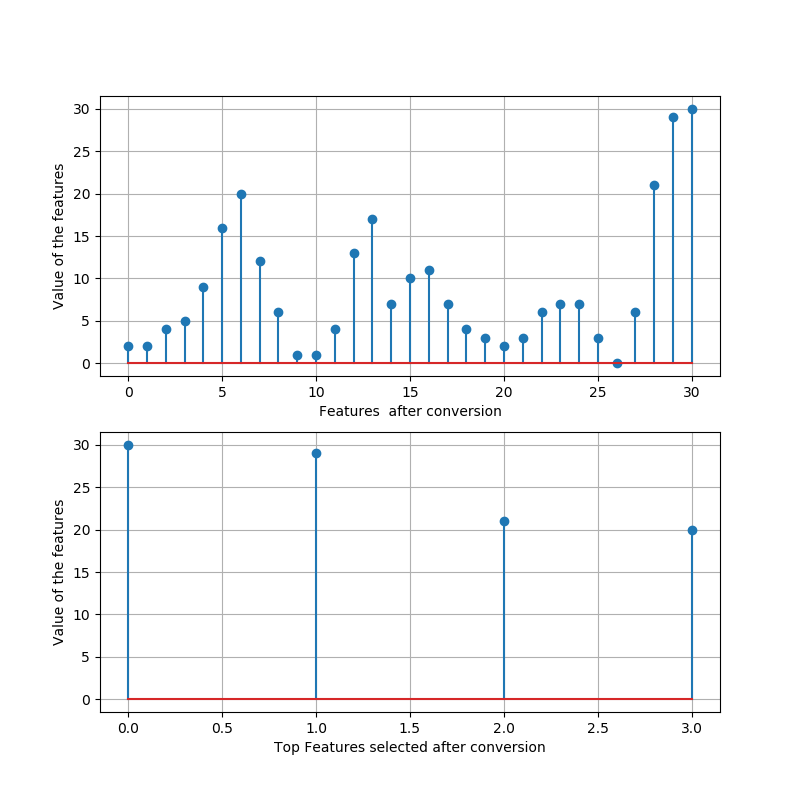 30
25
20
15
10
5
0
Value of the features
0 5 10 15 20 25 30
Features  after conversion
30
25
20
15
10
5
0
Value of the features
0.0 0.5 1.0 1.5 2.0 2.5 3.0
Top Features selected after conversion